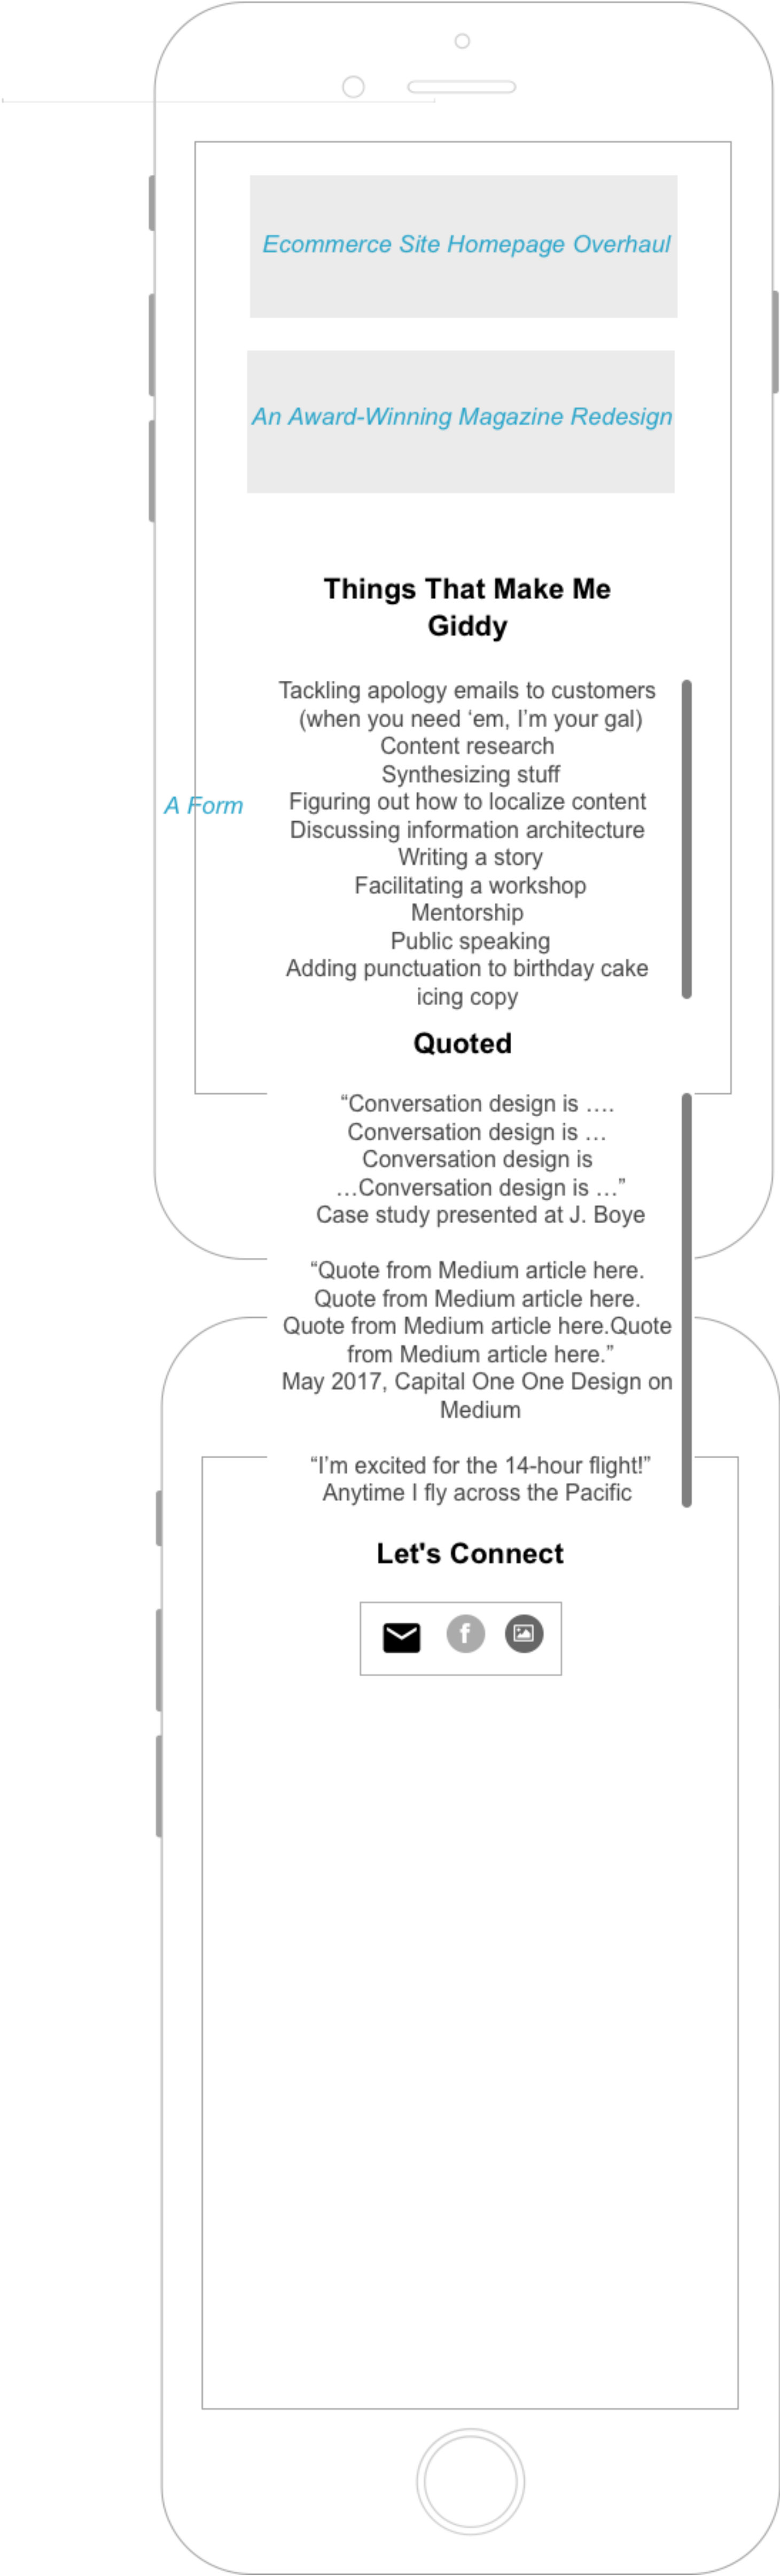 Ecommerce Site Homepage Overhaul
An Award-Winning Magazine Redesign
Things That Make Me
Giddy
Tackling apology emails to customers
(when you need ‘em, I’m your gal)
Content research
Synthesizing stuff
A Form
Figuring out how to localize content
Discussing information architecture
Writing a story
Facilitating a workshop
Mentorship
Public speaking
Adding punctuation to birthday cake
icing copy
Quoted
“Conversation design is ….
Conversation design is …
Conversation design is
…Conversation design is …”
Case study presented at J. Boye
“Quote from Medium article here.
Quote from Medium article here.
Quote from Medium article here.Quote
from Medium article here.”
May 2017, Capital One One Design on
Medium
“I’m excited for the 14-hour flight!”
Anytime I fly across the Pacific
Let's Connect
f